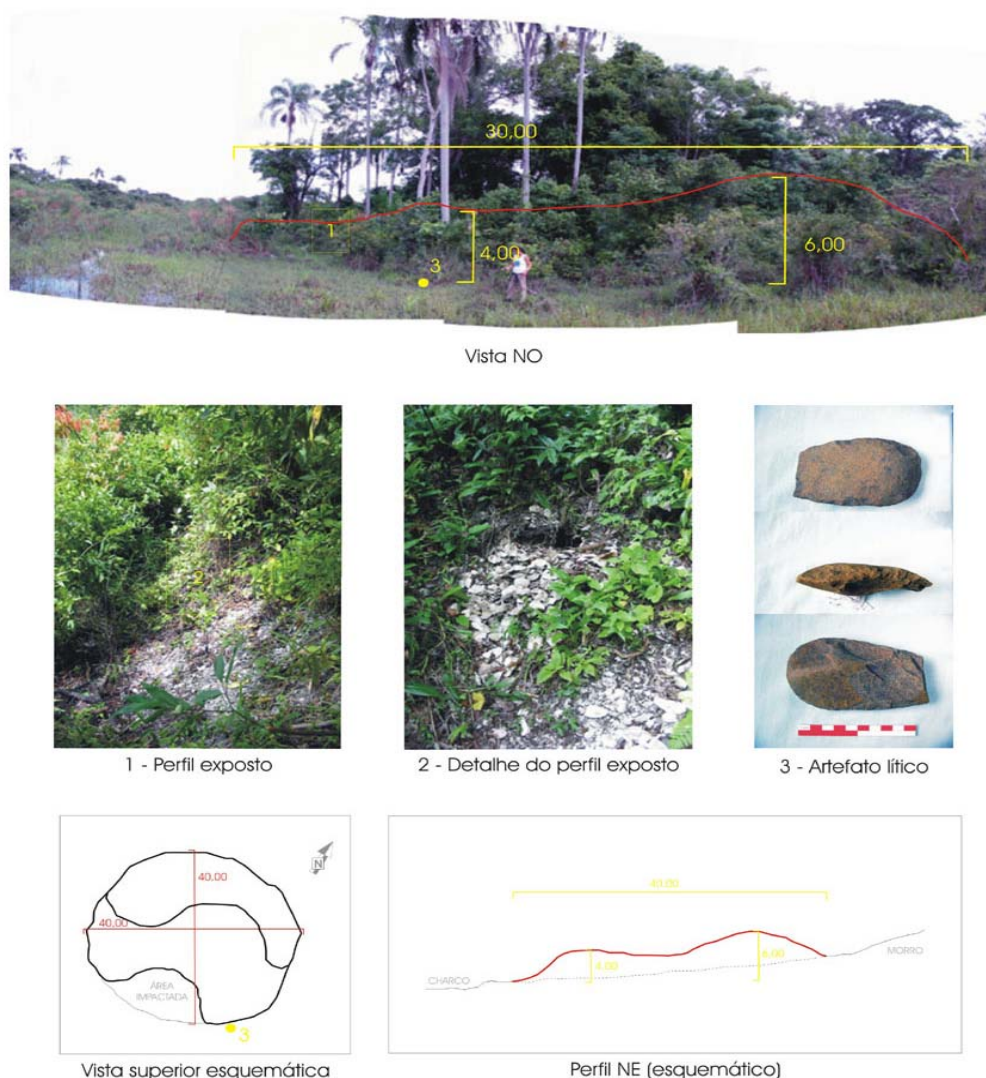 30,00
1
4,00
6,00
3
Vista NO
2
1 - Perfil exposto
2 - Detalhe do perfil exposto
3 - Artefato lítico
N
40,00
40,00
ÁREA
IMPACTADA
3
Vista superior esquemática
40,00
4,00
6,00
CHARCO
MORRO
Perfil NE (esquemático)